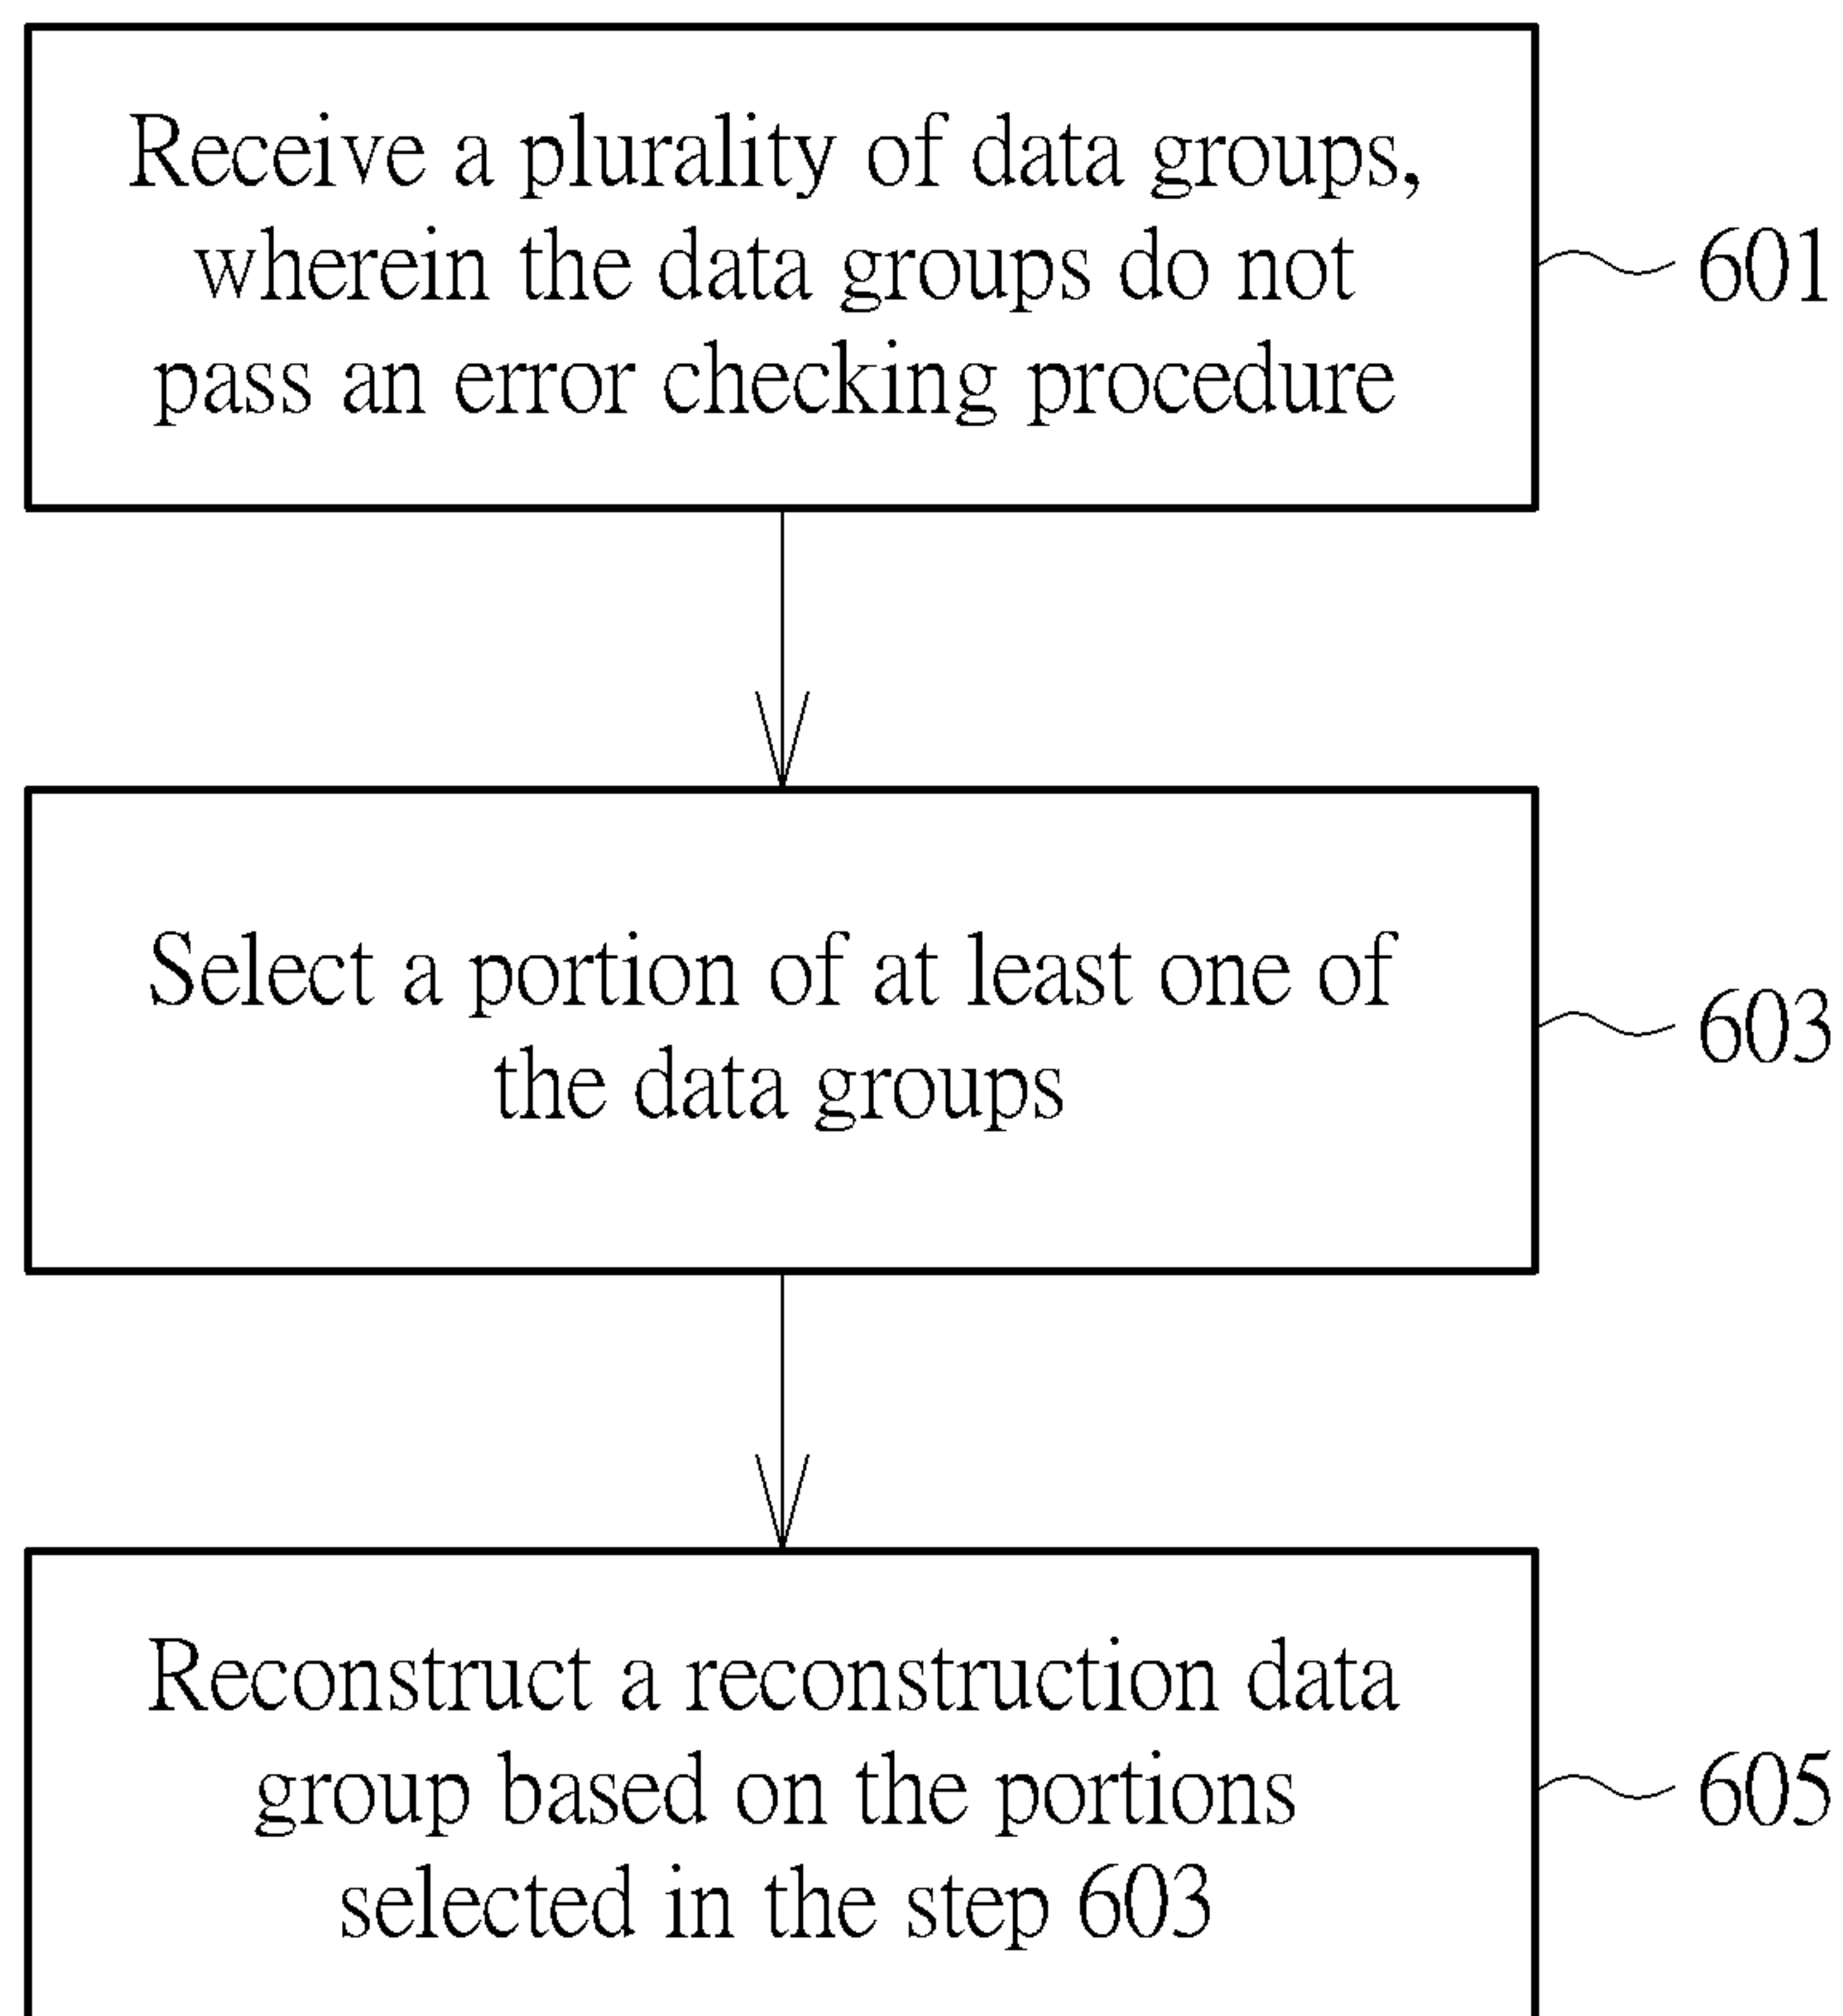 Receive a plurality of data groups,
wherein the data groups do not
pass an error checking procedure
601
Select a portion of at least one of
the data groups
603
Reconstruct a reconstruction data
group based on the portions
selected in the step 603
605